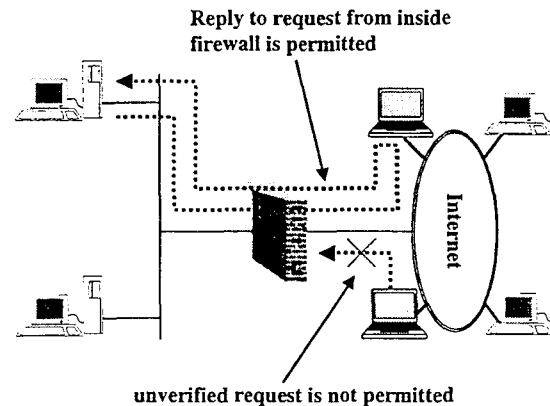 Reply to request from inside
firewall is permitted
Internet
unverified request is not permitted